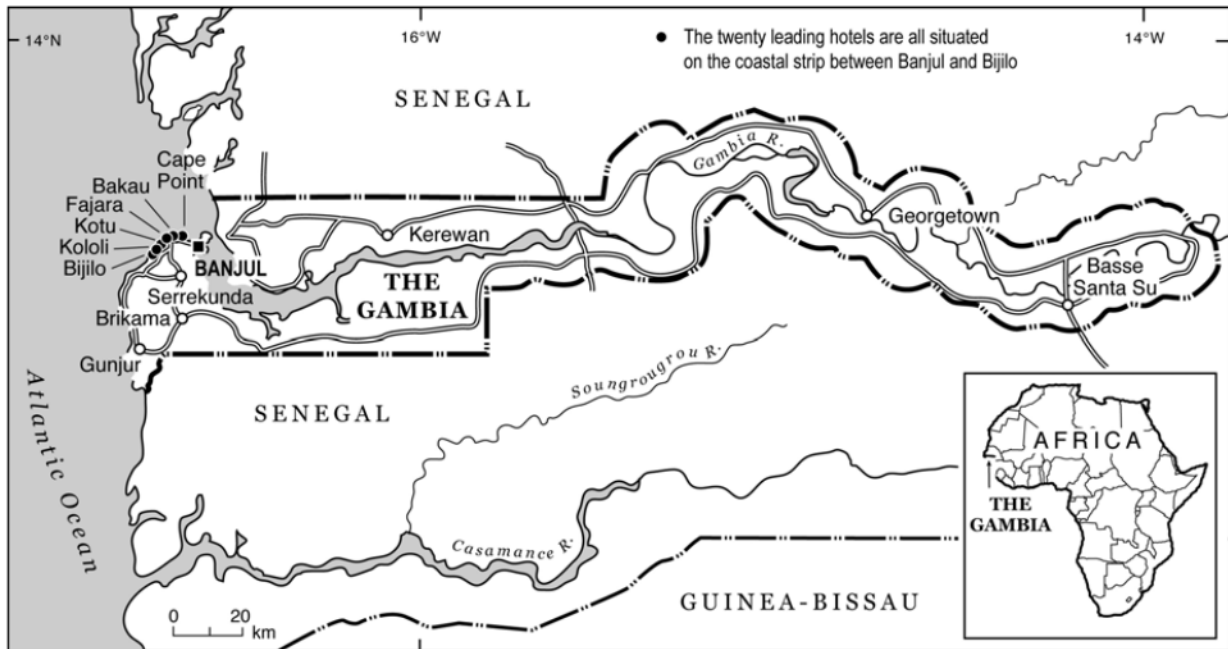 14°N
16°W
14°W
The twenty leading hotels are all situated
on the coastal strip between Banjul and Bijilo
SENEGAL
Gambia R.
Cape
Point
Bakau
Fajara
Kotu
Kololi
Bijilo
BANJUL
Kerewan
Georgetown
THE
GAMBIA
Basse
Santa Su
Serrekunda
Brikama
Gunjur
Atlantic Ocean
SENEGAL
Soungrougrou R.
Casamance R.
GUINEA-BISSAU
AFRICA
THE
GAMBIA
0 20
km
16°W